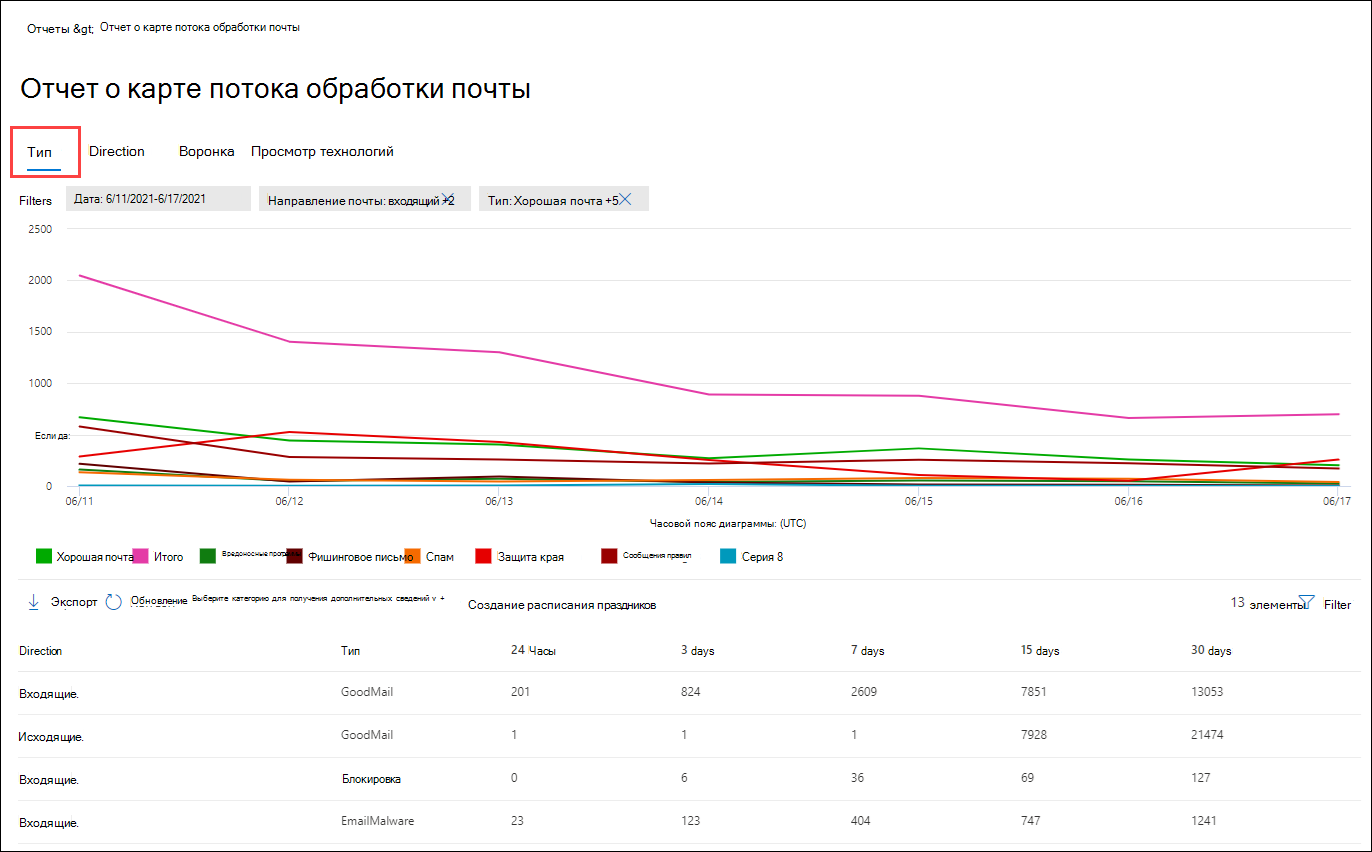 Отчеты &gt; Отчет о карте потока обработки почты
Отчет о карте потока обработки почты
Тип Direction Воронка Просмотр технологий
Filters Дата: 6/11/2021-6/17/2021 Направление почты: входящий +2 Тип: Хорошая почта +5
2500
2000
1500
1000
Если да:
0
06/11 06/12 06/13 06/14 06/15 06/16 06/17
Часовой пояс диаграммы: (UTC)
Хорошая почта Итого Вредоносные программы Фишинговое письмо Спам Защита края Сообщения правил Серия 8
Экспорт Обновление Выберите категорию для получения дополнительных сведений v + Создание расписания праздников 13 элементы Filter
Direction Тип 24 Часы 3 days 7 days 15 days 30 days
Входящие. GoodMail 201 824 2609 7851 13053
Исходящие. GoodMail 1 1 1 7928 21474
Входящие. Блокировка 0 6 36 69 127
Входящие. EmailMalware 23 123 404 747 1241